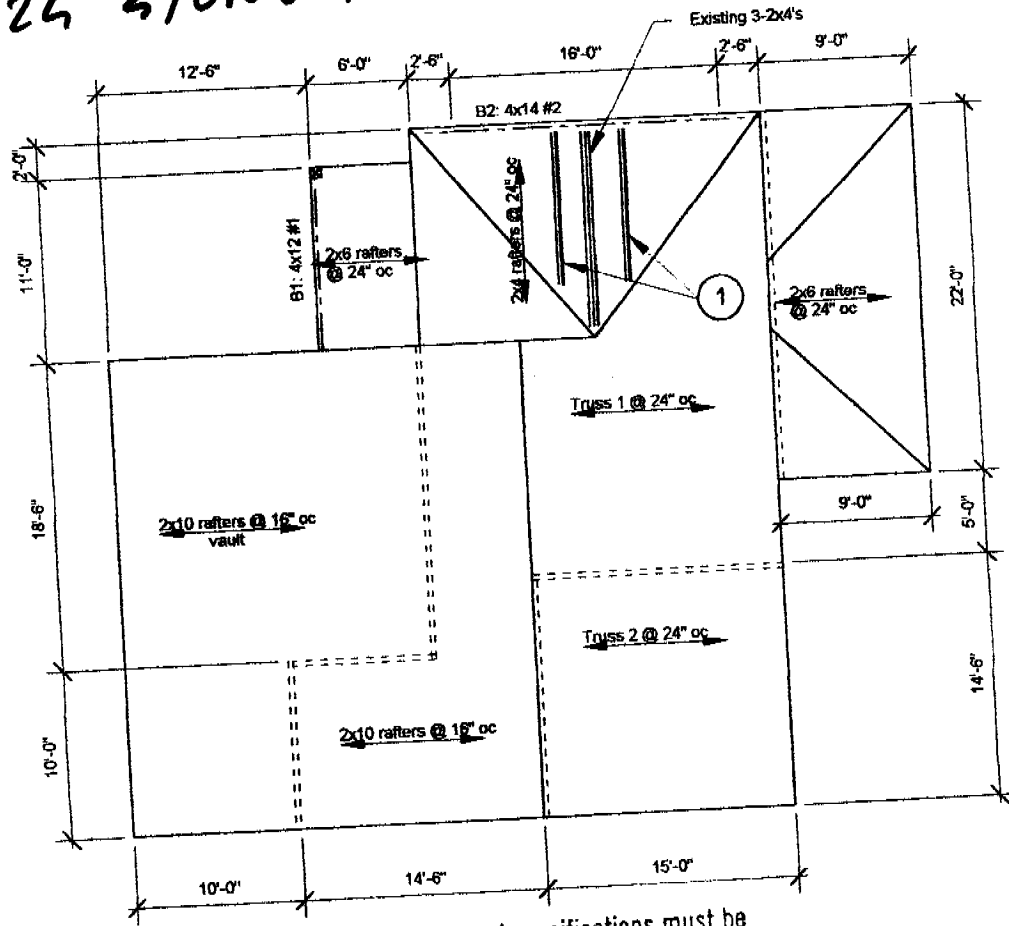 Existing 3-2x4's
12'-6"
6'-0"
2'-6"
16'-0"
2'-6"
9'-0"
B2: 4x14 #2
2'-0"
11'-0"
B1: 4x12 #1
2x6 rafters
@ 24" oc
2x4 rafters @ 24" oc
1
2x6 rafters
@ 24" oc
22'-0"
Truss 1 @ 24" oc
18'-6"
2x10 rafters @ 16" oc
vault
9'-0"
5'-0"
Truss 2 @ 24" oc
14'-6"
10'-0"
2x10 rafters @ 16" oc
10'-0"
14'-6"
15'-0"
specifications must be